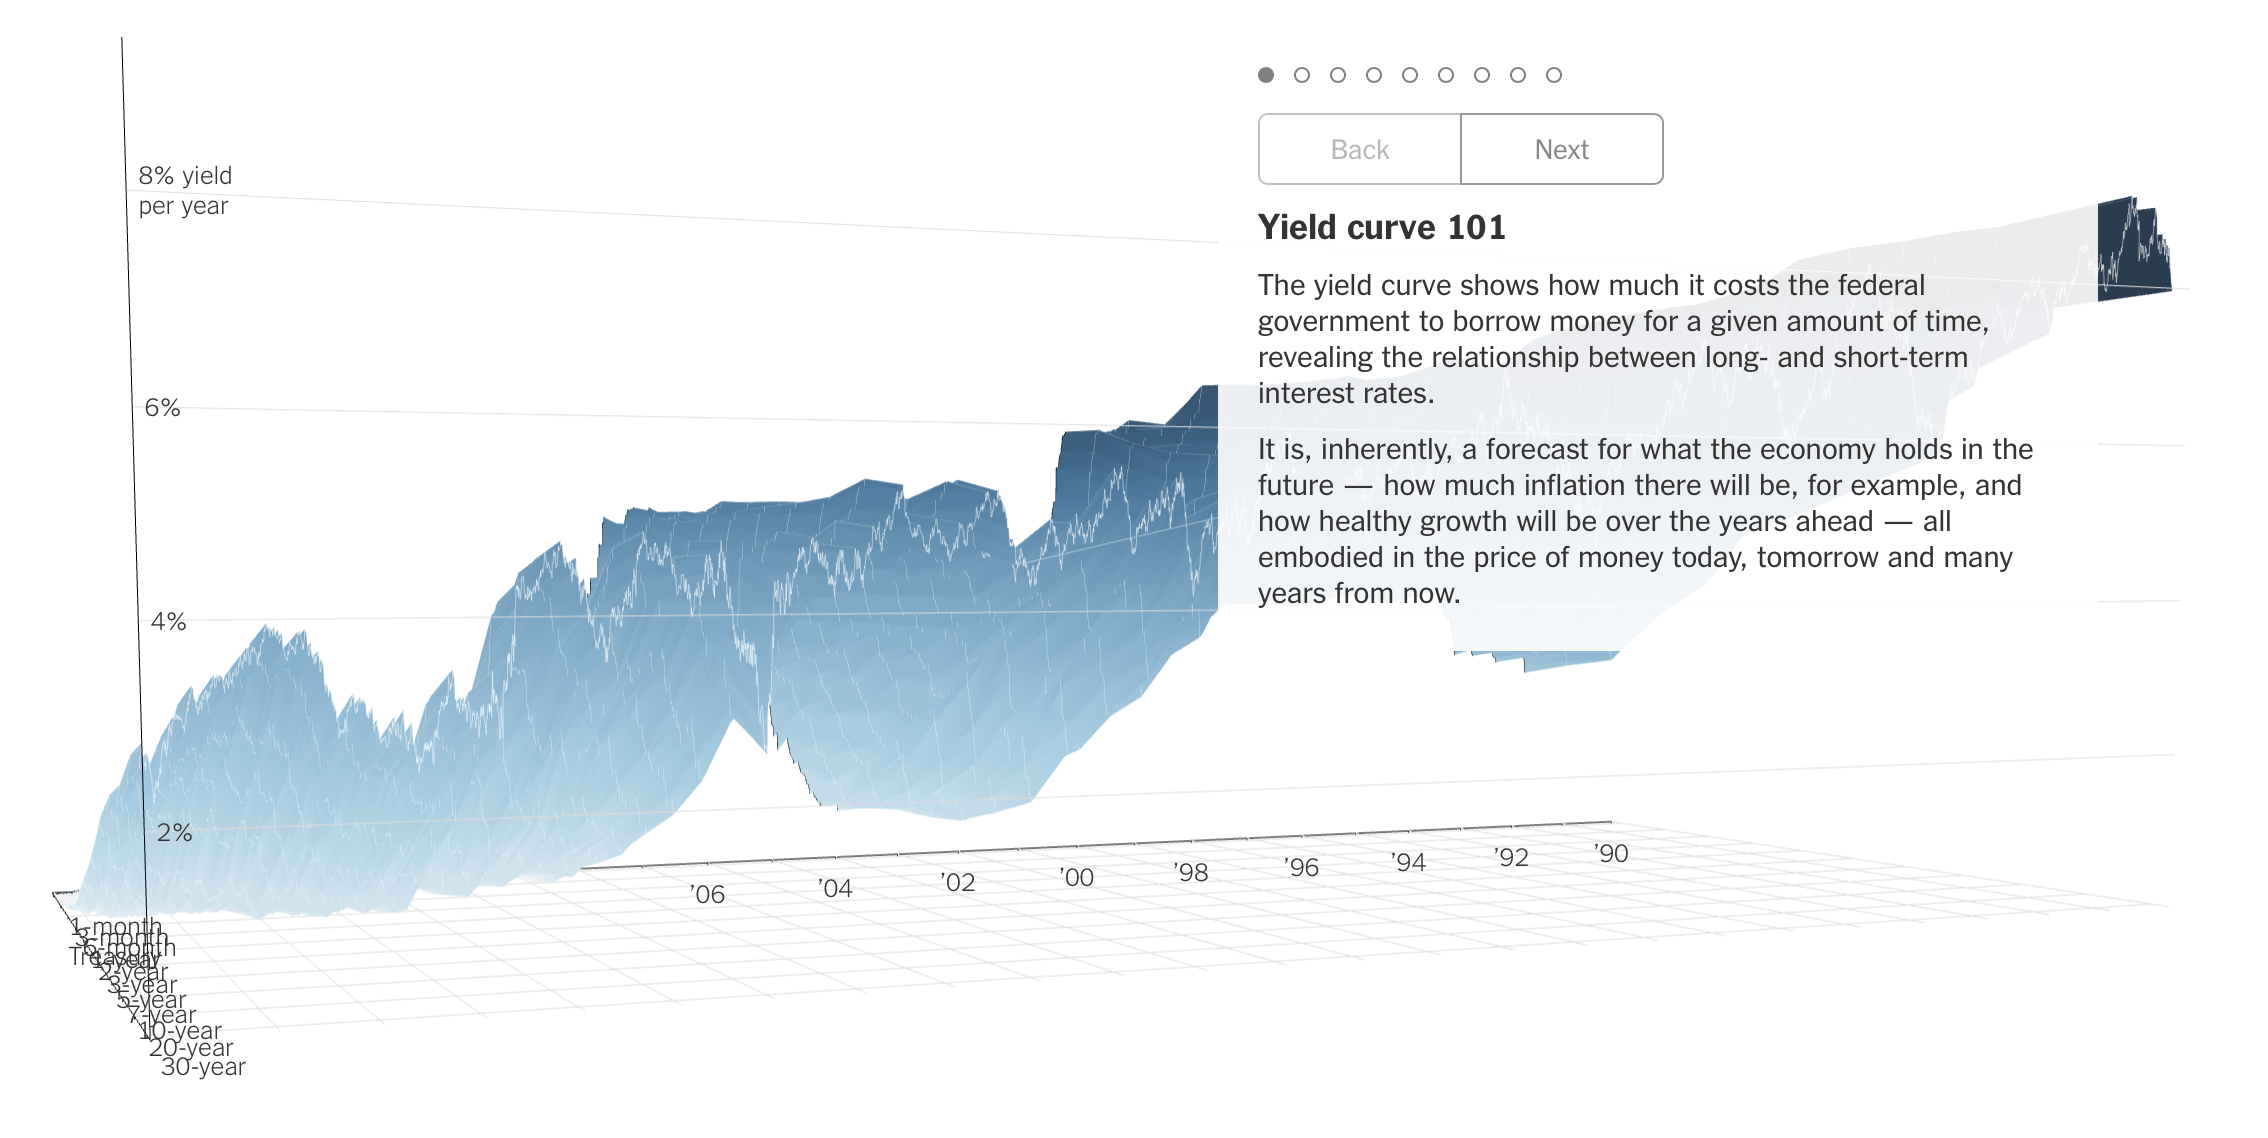 Back
Next
Yield curve 101
The yield curve shows how much it costs the federal
government to borrow money for a given amount of time,
revealing the relationship between long- and short-term
interest rates.
It is, inherently, a forecast for what the economy holds in the
future — how much inflation there will be, for example, and
how healthy growth will be over the years ahead — all
embodied in the price of money today, tomorrow and many
years from now.
8% yield
per year
6%
4%
2%
’06
’04
’02
’00
’98
’96
’94
’92
’90
1-month
3-month
6-month
Treasury
1-year
2-year
3-year
5-year
7-year
10-year
20-year
30-year